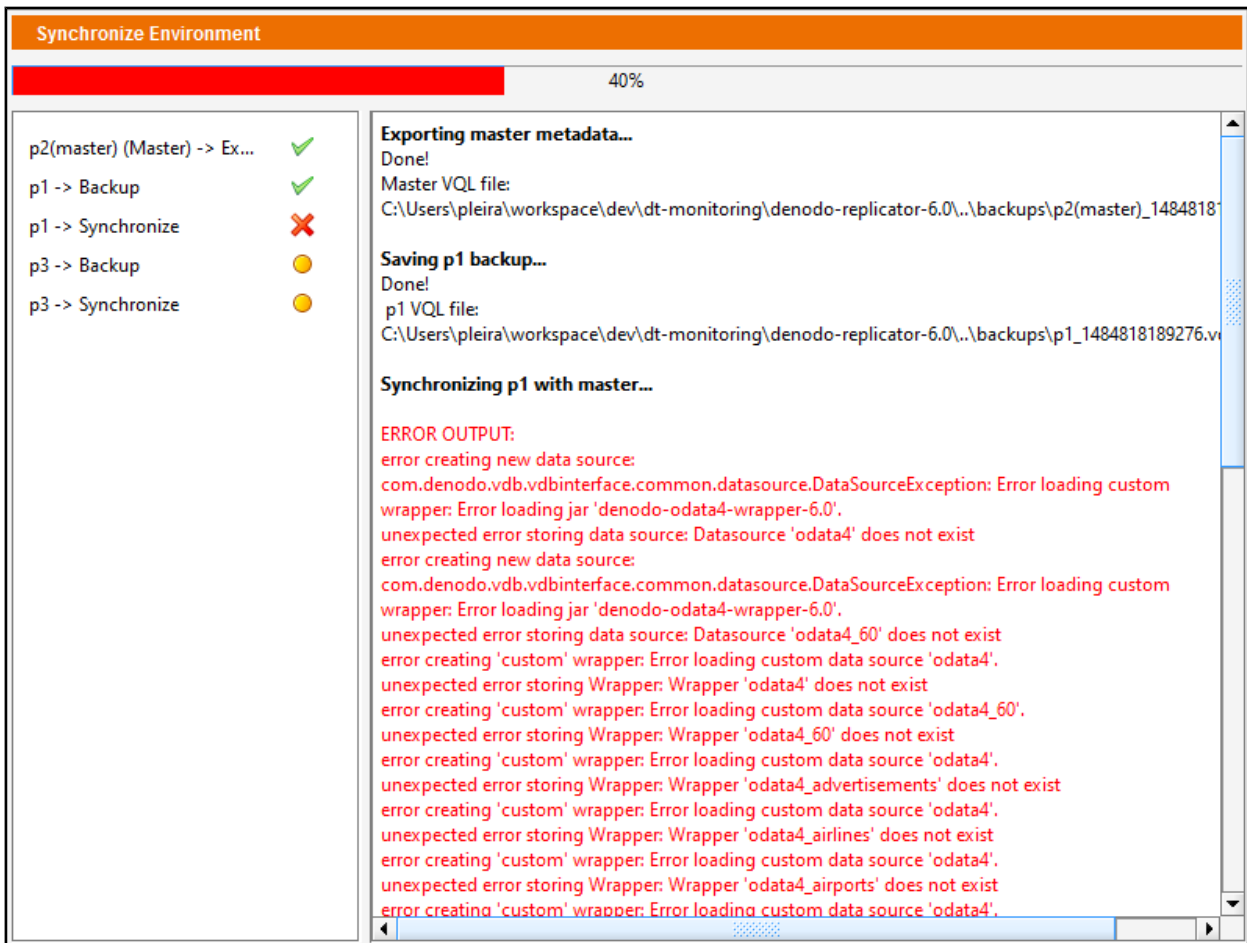 Synchronize Environment
40%
p2(master) (Master) -> Ex...
p1 -> Backup
p1 -> Synchronize
p3 -> Backup
p3 -> Synchronize
Exporting master metadata...
Done!
Master VQL file:
C:\Users\pleira\workspace\dev\dt-monitoring\denodo-replicator-6.0\..\backups\p2(master)_1484818
Saving p1 backup...
Done!
p1 VQL file:
C:\Users\pleira\workspace\dev\dt-monitoring\denodo-replicator-6.0\..\backups\p1_1484818189276.v
Synchronizing p1 with master...
ERROR OUTPUT:
error creating new data source:
com.denodo.vdb.vdbinterface.common.datasource.DataSourceException: Error loading custom
wrapper: Error loading jar 'denodo-odata4-wrapper-6.0'.
unexpected error storing data source: Datasource 'odata4' does not exist
error creating new data source:
com.denodo.vdb.vdbinterface.common.datasource.DataSourceException: Error loading custom
wrapper: Error loading jar 'denodo-odata4-wrapper-6.0'.
unexpected error storing data source: Datasource 'odata4_60' does not exist
error creating 'custom' wrapper: Error loading custom data source 'odata4'.
unexpected error storing Wrapper: Wrapper 'odata4' does not exist
error creating 'custom' wrapper: Error loading custom data source 'odata4_60'.
unexpected error storing Wrapper: Wrapper 'odata4_60' does not exist
error creating 'custom' wrapper: Error loading custom data source 'odata4'.
unexpected error storing Wrapper: Wrapper 'odata4_advertisements' does not exist
error creating 'custom' wrapper: Error loading custom data source 'odata4'.
unexpected error storing Wrapper: Wrapper 'odata4_airlines' does not exist
error creating 'custom' wrapper: Error loading custom data source 'odata4'.
unexpected error storing Wrapper: Wrapper 'odata4_airports' does not exist
error creating 'custom' wrapper: Error loading custom data source 'odata4'.